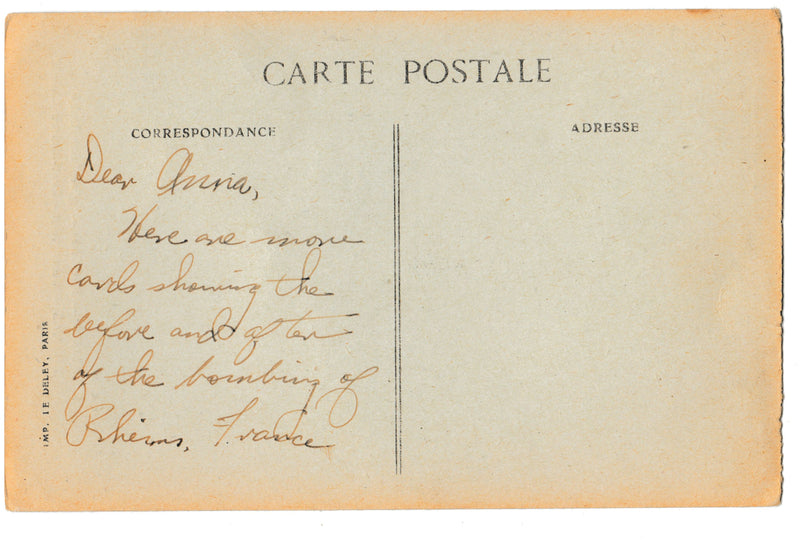 CARTE POSTALE
CORRESPONDANCE
ADRESSE
Dear Anna,
Here are more
cards showing the
before and after
of the bombing of
Rheims, France
IMP. LE DELEY, PARIS